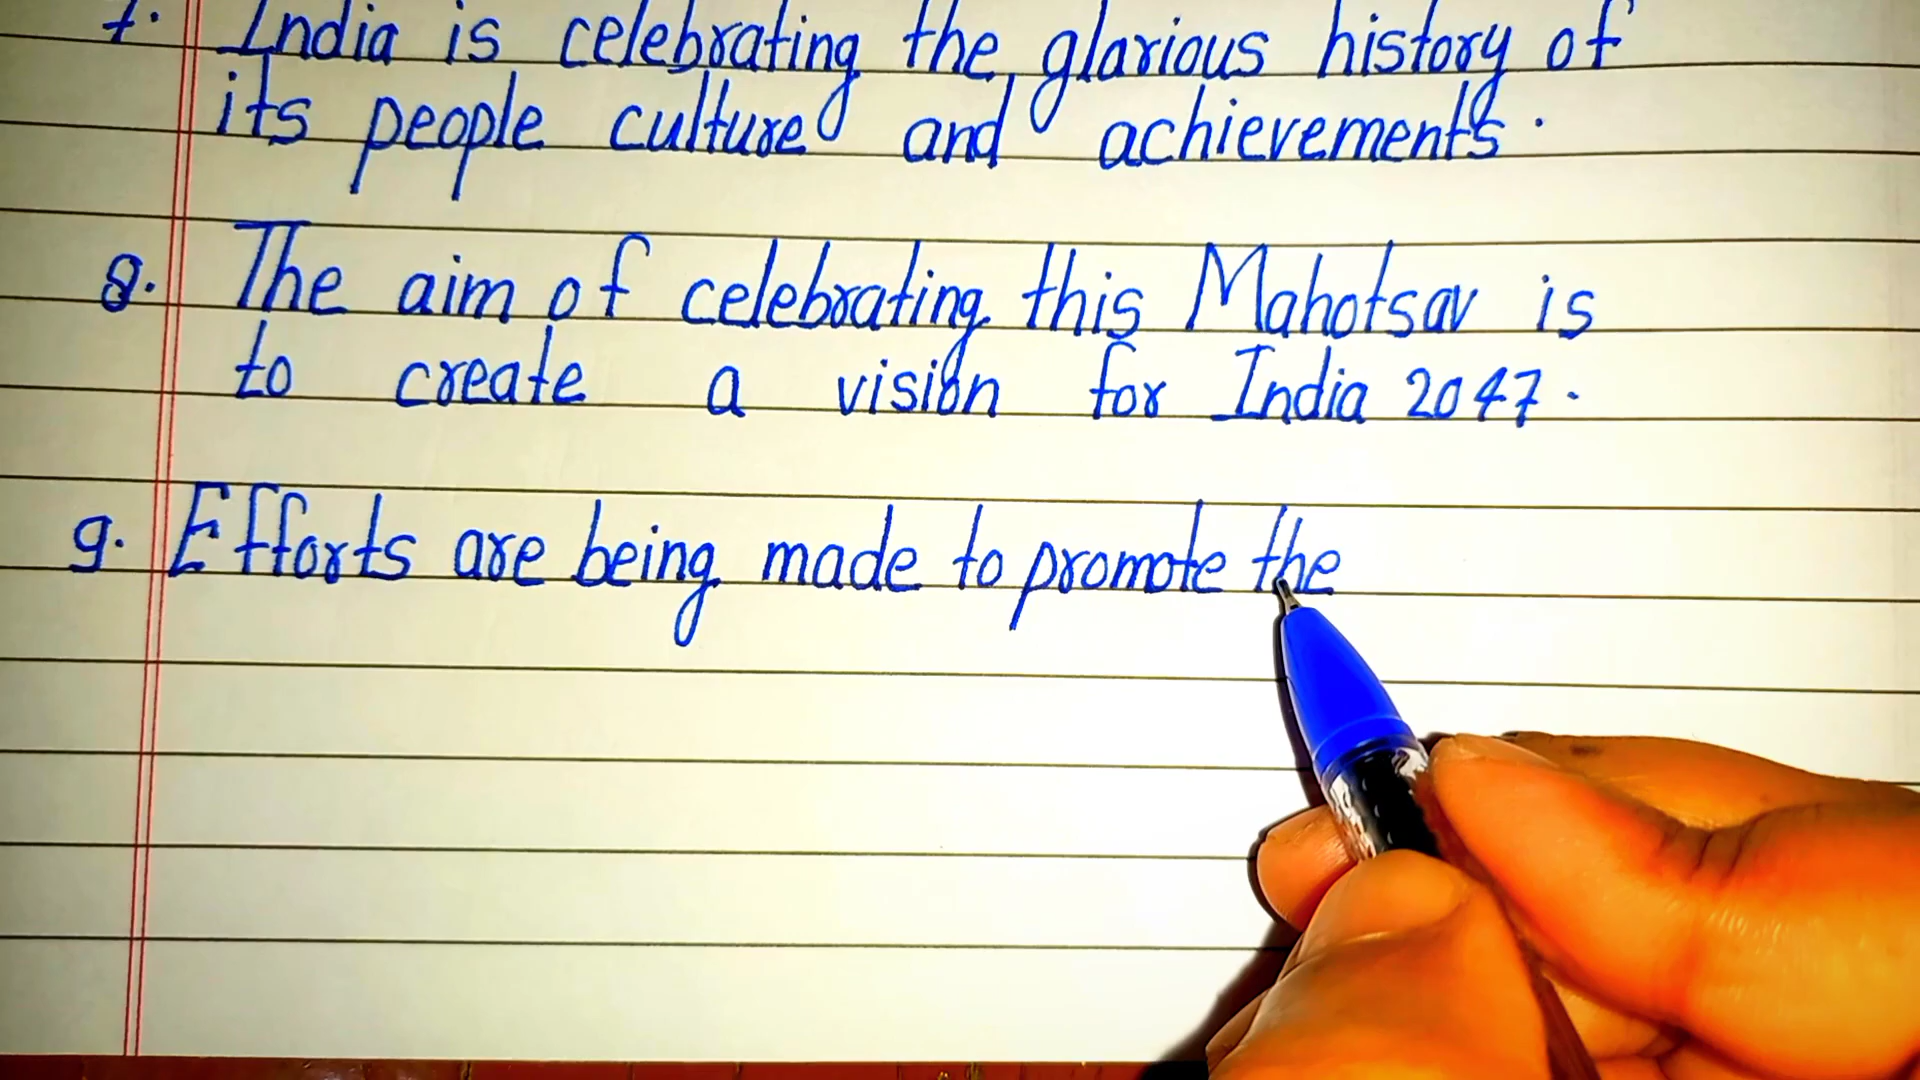 7. India is celebrating the glorious history of
its people culture and achievements.
8. The aim of celebrating this Mahotsav is
to create a vision for India 2047.
9. Efforts are being made to promote the